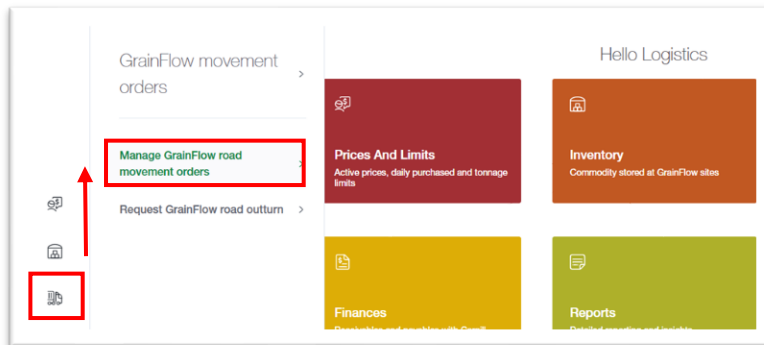 GrainFlow movement
orders
Manage GrainFlow road
movement orders
Request GrainFlow road outturn
Hello Logistics
Prices And Limits
Active prices, daily purchased and tonnage
limits
Inventory
Commodity stored at GrainFlow sites
Finances
Reports